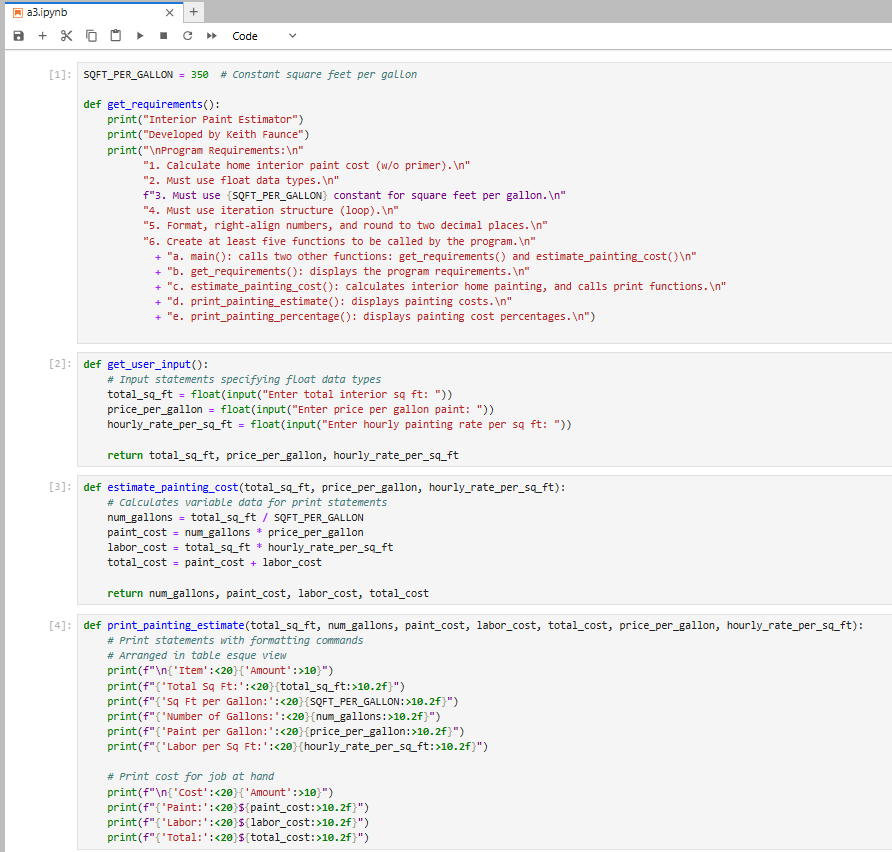 a3.ipynb
Code
[1]:
SQFT_PER_GALLON = 350  # Constant square feet per gallon
def get_requirements():
    print("Interior Paint Estimator")
    print("Developed by Keith Faunce")
    print("\nProgram Requirements:\n"
          "1. Calculate home interior paint cost (w/o primer).\n"
          "2. Must use float data types.\n"
          f"3. Must use {SQFT_PER_GALLON} constant for square feet per gallon.\n"
          "4. Must use iteration structure (loop).\n"
          "5. Format, right-align numbers, and round to two decimal places.\n"
          "6. Create at least five functions to be called by the program.\n"
            + "a. main(): calls two other functions: get_requirements() and estimate_painting_cost()\n"
            + "b. get_requirements(): displays the program requirements.\n"
            + "c. estimate_painting_cost(): calculates interior home painting, and calls print functions.\n"
            + "d. print_painting_estimate(): displays painting costs.\n"
            + "e. print_painting_percentage(): displays painting cost percentages.\n")
[2]:
def get_user_input():
    # Input statements specifying float data types
    total_sq_ft = float(input("Enter total interior sq ft: "))
    price_per_gallon = float(input("Enter price per gallon paint: "))
    hourly_rate_per_sq_ft = float(input("Enter hourly painting rate per sq ft: "))
    return total_sq_ft, price_per_gallon, hourly_rate_per_sq_ft
[3]:
def estimate_painting_cost(total_sq_ft, price_per_gallon, hourly_rate_per_sq_ft):
    # Calculates variable data for print statements
    num_gallons = total_sq_ft / SQFT_PER_GALLON
    paint_cost = num_gallons * price_per_gallon
    labor_cost = total_sq_ft * hourly_rate_per_sq_ft
    total_cost = paint_cost + labor_cost
    return num_gallons, paint_cost, labor_cost, total_cost
[4]:
def print_painting_estimate(total_sq_ft, num_gallons, paint_cost, labor_cost, total_cost, price_per_gallon, hourly_rate_per_sq_ft):
    # Print statements with formatting commands
    # Arranged in table esque view
    print(f"\n{'Item':<20}{'Amount':>10}")
    print(f"{'Total Sq Ft:':<20}{total_sq_ft:>10.2f}")
    print(f"{'Sq Ft per Gallon:':<20}{SQFT_PER_GALLON:>10.2f}")
    print(f"{'Number of Gallons:':<20}{num_gallons:>10.2f}")
    print(f"{'Paint per Gallon:':<20}{price_per_gallon:>10.2f}")
    print(f"{'Labor per Sq Ft:':<20}{hourly_rate_per_sq_ft:>10.2f}")
    # Print cost for job at hand
    print(f"\n{'Cost':<20}{'Amount':>10}")
    print(f"{'Paint:':<20}${paint_cost:>10.2f}")
    print(f"{'Labor:':<20}${labor_cost:>10.2f}")
    print(f"{'Total:':<20}${total_cost:>10.2f}")